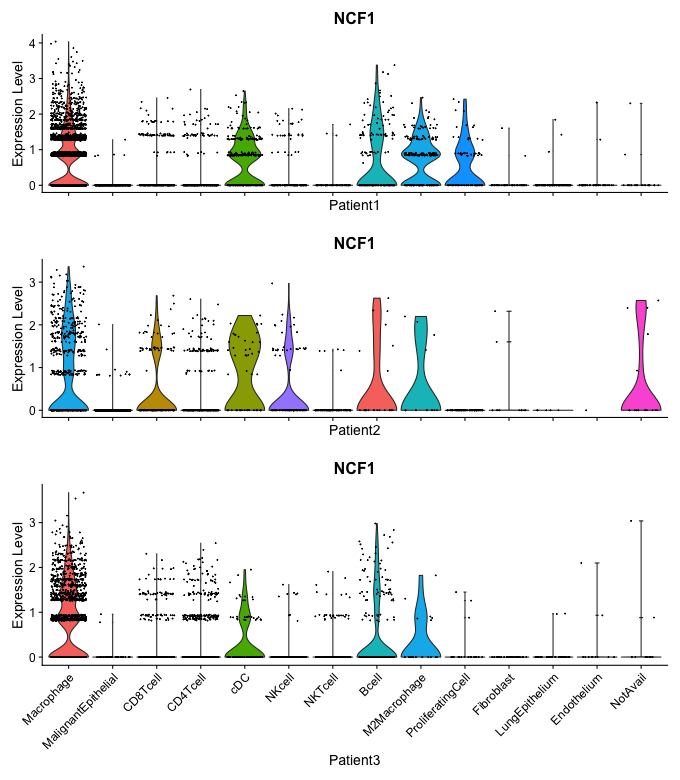 NCF1
Expression Level
4
3
2
1
0
Patient1
NCF1
Expression Level
3
2
1
0
Patient2
NCF1
Expression Level
3
2
1
0
Macrophage
MalignantEpithelial
CD8Tcell
CD4Tcell
cDC
NKcell
NKTcell
Bcell
M2Macrophage
ProliferatingCell
Fibroblast
LungEpithelium
Endothelium
NotAvail
Patient3